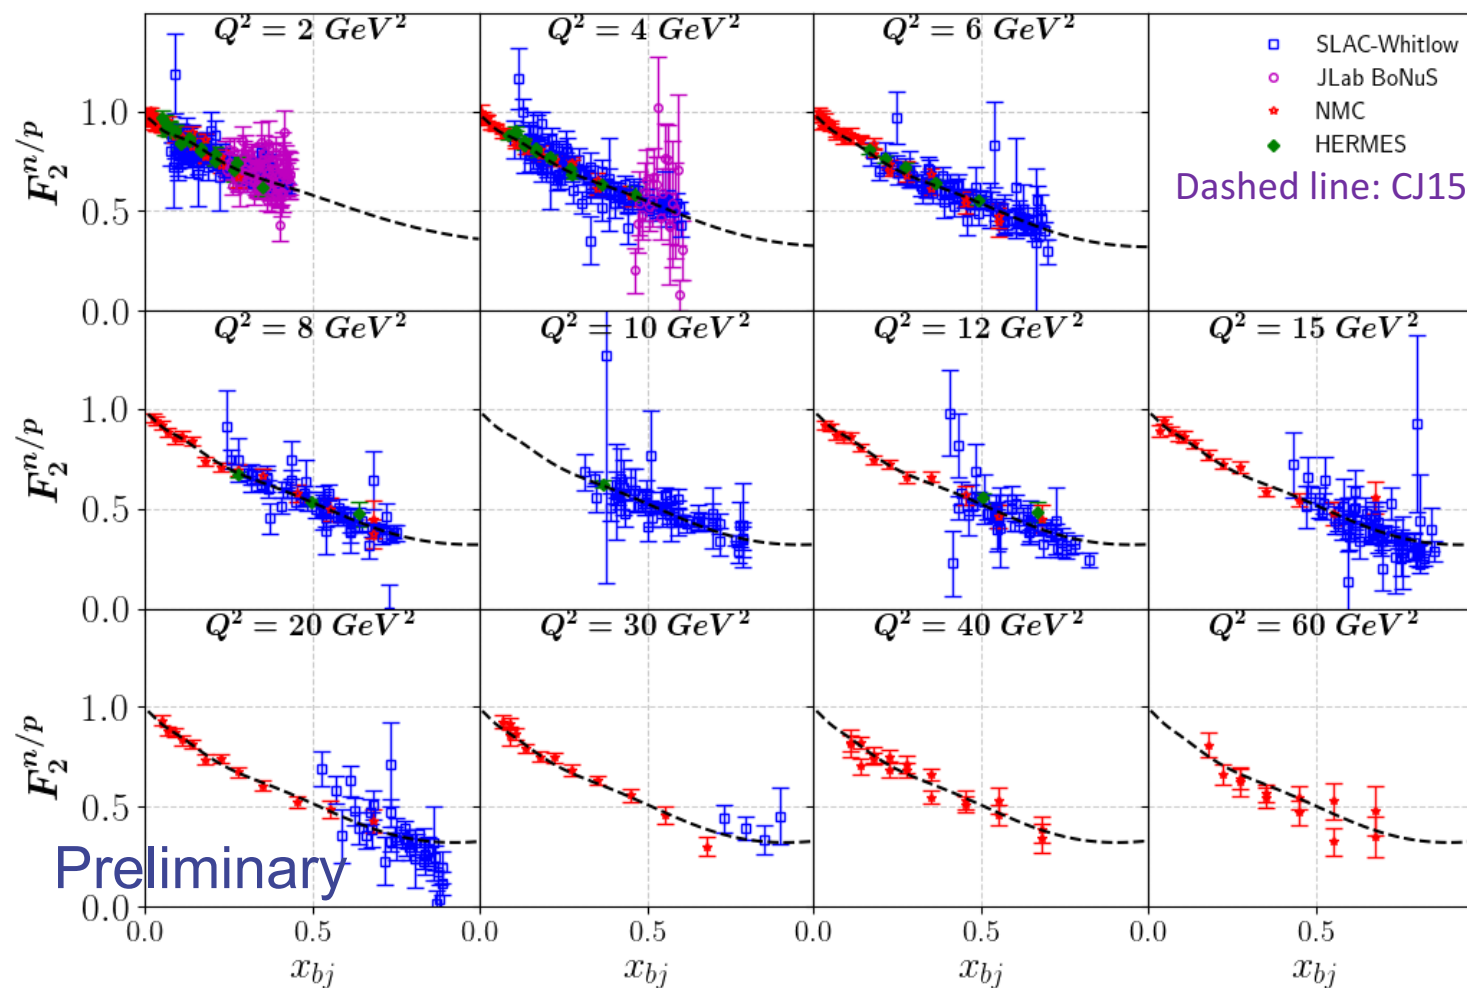 Q² = 2 GeV²
Q² = 4 GeV²
Q² = 6 GeV²
SLAC-Whitlow
JLab BoNuS
NMC
HERMES
Dashed line: CJ15
1.0
0.5
0.0
F₂ⁿ/ᵖ
Q² = 8 GeV²
Q² = 10 GeV²
Q² = 12 GeV²
Q² = 15 GeV²
1.0
0.5
0.0
F₂ⁿ/ᵖ
Q² = 20 GeV²
Q² = 30 GeV²
Q² = 40 GeV²
Q² = 60 GeV²
1.0
0.5
0.0
F₂ⁿ/ᵖ
Preliminary
0.0 0.5 0.0 0.5 0.0 0.5 0.0 0.5
x_bj x_bj x_bj x_bj